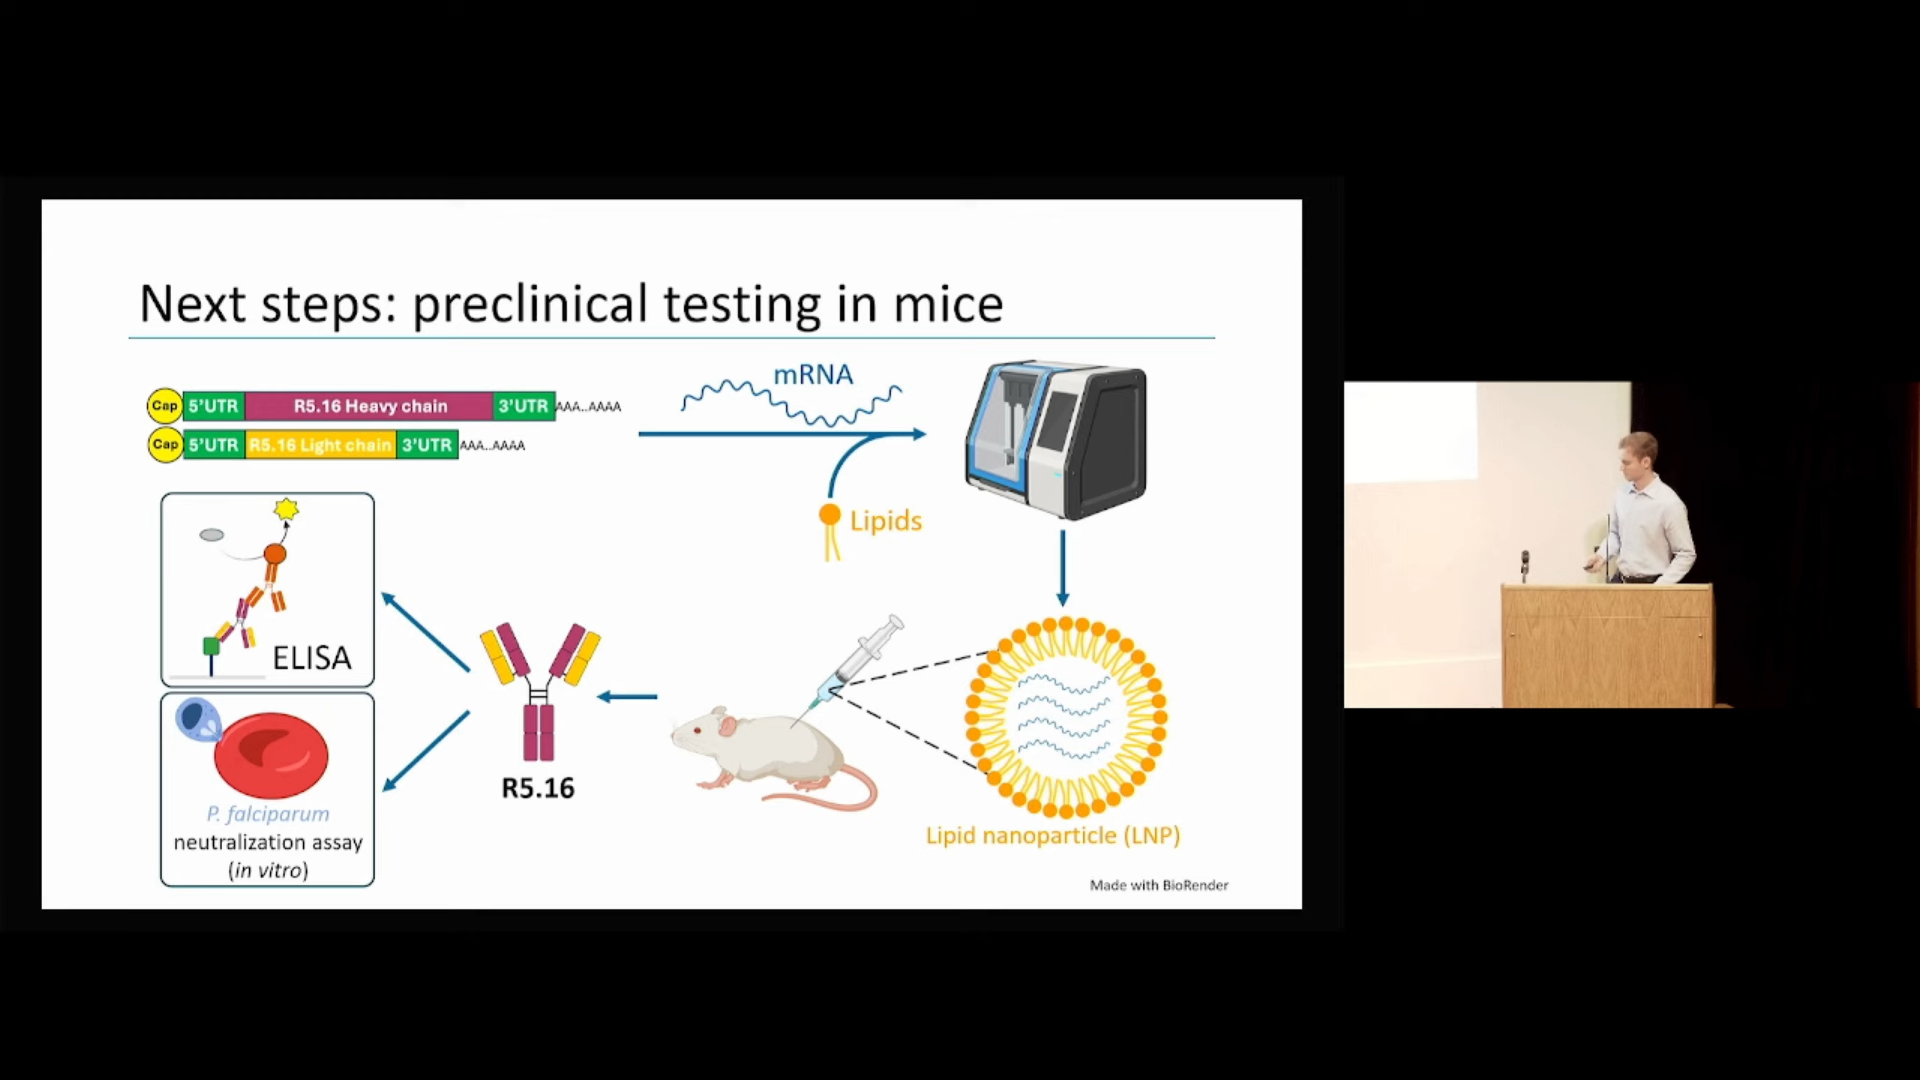 Next steps: preclinical testing in mice
mRNA
Cap 5’UTR R5.16 Heavy chain 3’UTR AAA..AAAA
Cap 5’UTR R5.16 Light chain 3’UTR AAA..AAAA
Lipids
ELISA
R5.16
P. falciparum
neutralization assay
(in vitro)
Lipid nanoparticle (LNP)
Made with BioRender